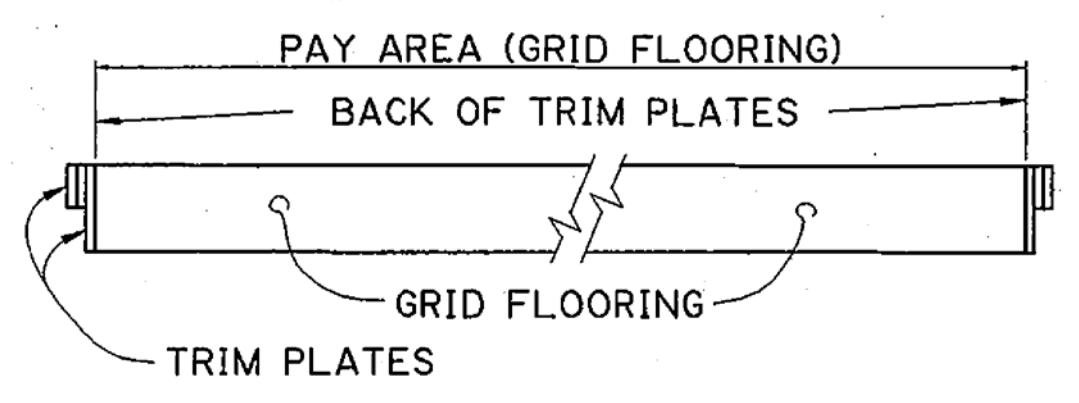 PAY AREA (GRID FLOORING)
BACK OF TRIM PLATES
GRID FLOORING
TRIM PLATES